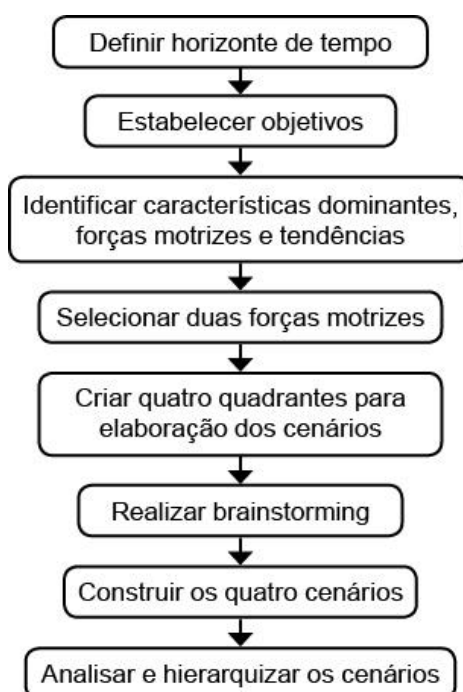 Definir horizonte de tempo
Estabelecer objetivos
Identificar características dominantes,
forças motrizes e tendências
Selecionar duas forças motrizes
Criar quatro quadrantes para
elaboração dos cenários
Realizar brainstorming
Construir os quatro cenários
Analisar e hierarquizar os cenários